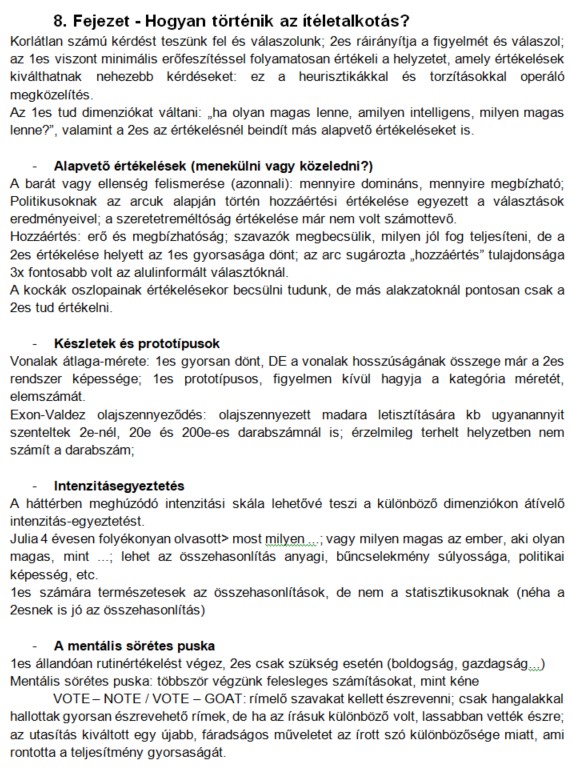 8. Fejezet - Hogyan történik az ítéletalkotás?
Korlátlan számú kérdést teszünk fel és válaszolunk; 2es ráirányítja a figyelmét és válaszol;
az 1es viszont minimális erőfeszítéssel folyamatosan értékeli a helyzetet, amely értékelések
kiválthatnak nehezebb kérdéseket: ez a heurisztikákkal és torzításokkal operáló
megközelítés.
Az 1es tud dimenziókat váltani: „ha olyan magas lenne, amilyen intelligens, milyen magas
lenne?”, valamint a 2es az értékelésnél beindít más alapvető értékeléseket is.
- Alapvető értékelések (menekülni vagy közeledni?)
A barát vagy ellenség felismerése (azonnali): mennyire domináns, mennyire megbízható;
Politikusoknak az arcuk alapján történ hozzáértési értékelése egyezett a választások
eredményeivel; a szeretetreméltóság értékelése már nem volt számottevő.
Hozzáértés: erő és megbízhatóság; szavazók megbecsülik, milyen jól fog teljesíteni, de a
2es értékelése helyett az 1es gyorsasága dönt; az arc sugározta „hozzáértés” tulajdonsága
3x fontosabb volt az alulinformált választóknál.
A kockák oszlopainak értékelésekor becsülni tudunk, de más alakzatoknál pontosan csak a
2es tud értékelni.
- Készletek és prototípusok
Vonalak átlaga-mérete: 1es gyorsan dönt, DE a vonalak hosszúságának összege már a 2es
rendszer képessége; 1es prototípusos, figyelmen kívül hagyja a kategória méretét,
elemszámát.
Exon-Valdez olajszennyeződés: olajszennyezett madara letisztítására kb ugyanannyit
szenteltek 2e-nél, 20e és 200e-es darabszámnál is; érzelmileg terhelt helyzetben nem
számít a darabszám;
- Intenzitásegyeztetés
A háttérben meghúzódó intenzitási skála lehetővé teszi a különböző dimenziókon átívelő
intenzitás-egyeztetést.
Julia 4 évesen folyékonyan olvasott> most milyen ...; vagy milyen magas az ember, aki olyan
magas, mint ...; lehet az összehasonlítás anyagi, bűncselekmény súlyossága, politikai
képesség, etc.
1es számára természetesek az összehasonlítások, de nem a statisztikusoknak (néha a
2esnek is jó az összehasonlítás)
- A mentális sörétes puska
1es állandóan rutinértékelést végez, 2es csak szükség esetén (boldogság, gazdagság...)
Mentális sörétes puska: többször végzünk felesleges számításokat, mint kéne
VOTE – NOTE / VOTE – GOAT: rímelő szavakat kellett észrevenni; csak hangalakkal
hallottak gyorsan észrevehető rímek, de ha az írásuk különböző volt, lassabban vették észre;
az utasítás kiváltott egy újabb, fáradságos műveletet az írott szó különbözősége miatt, ami
rontotta a teljesítmény gyorsaságát.